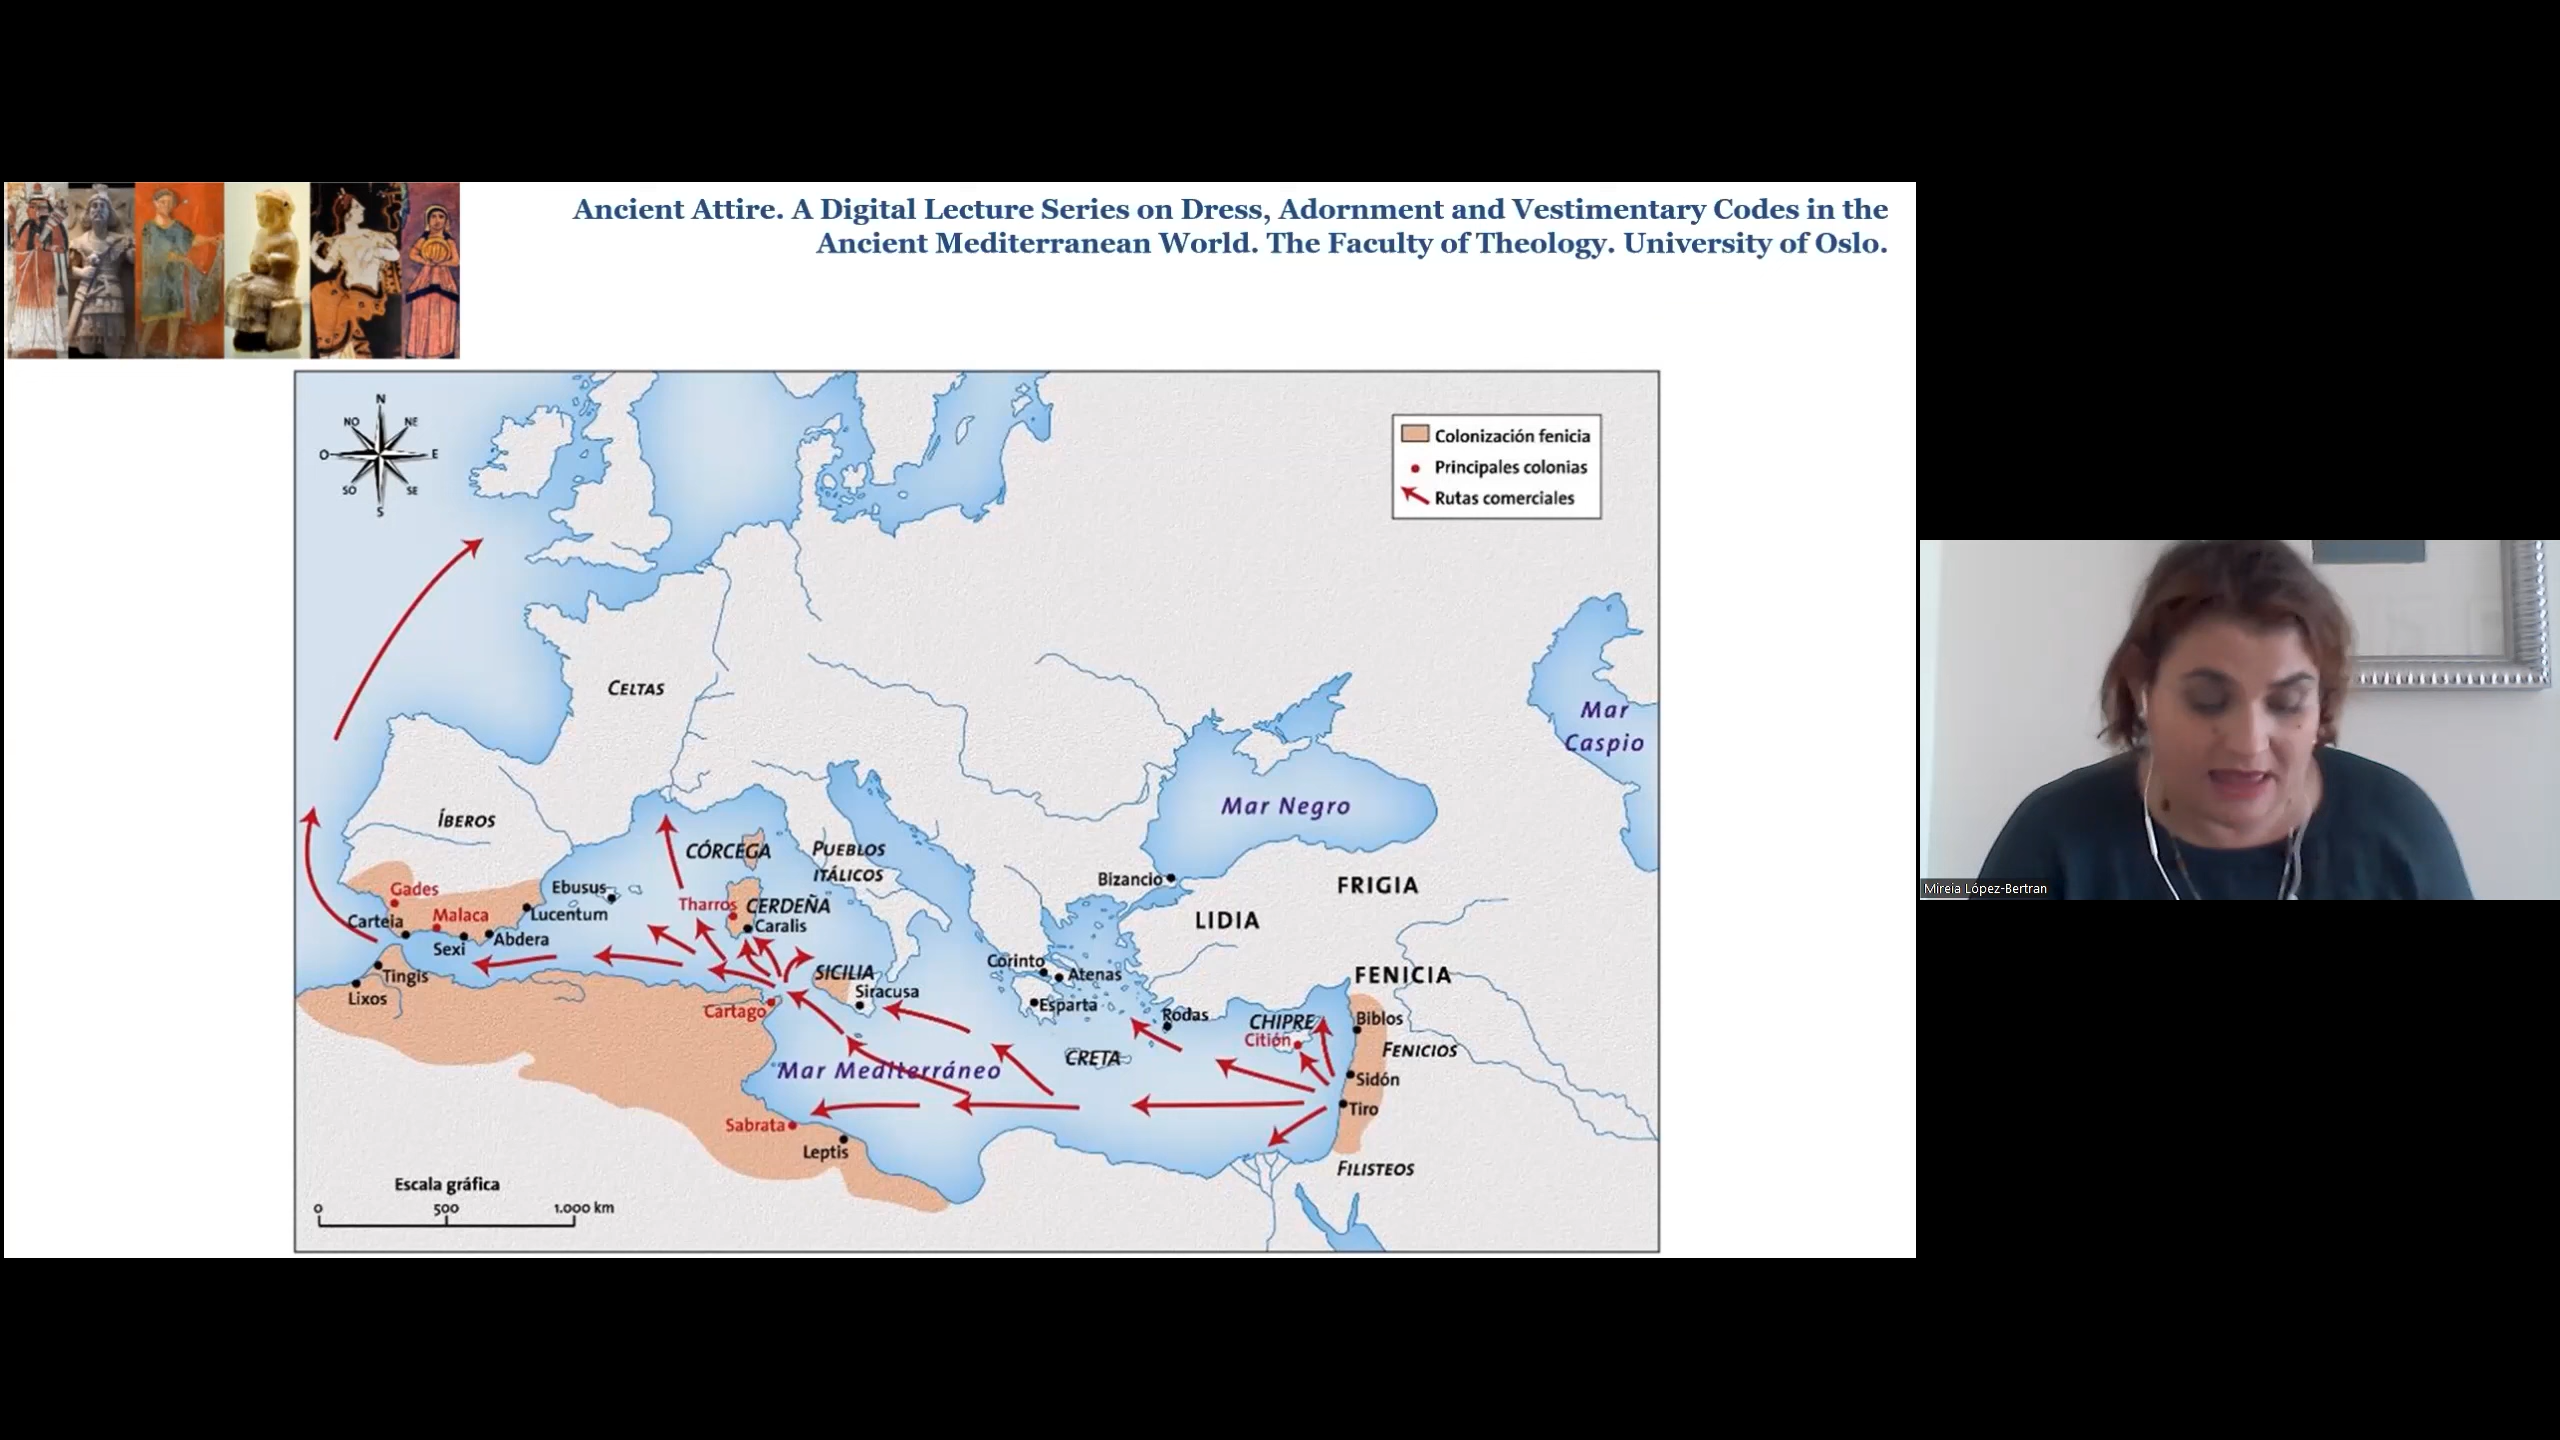 Ancient Attire. A Digital Lecture Series on Dress, Adornment and Vestimentary Codes in the
Ancient Mediterranean World. The Faculty of Theology. University of Oslo.
N
NO
NE
O
E
SO
SE
S
Colonización fenicia
Principales colonias
Rutas comerciales
CELTAS
Mar
Caspio
ÍBEROS
Mar Negro
CÓRCEGA
PUEBLOS
ITÁLICOS
Bizancio
FRIGIA
Gades
Ebusus
Tharros
CERDEÑA
Carteia
Malaca
Lucentum
Caralis
LIDIA
Sexi
Abdera
Tingis
Lixos
SICILIA
Siracusa
Corinto
Atenas
Esparta
FENICIA
Cartago
Rodas
CHIPRE
Citión
Biblos
FENICIOS
CRETA
Mar Mediterráneo
Sidón
Tiro
Sabrata
Leptis
FILISTEOS
Escala gráfica
0 500 1.000 km
Mireia López-Bertran